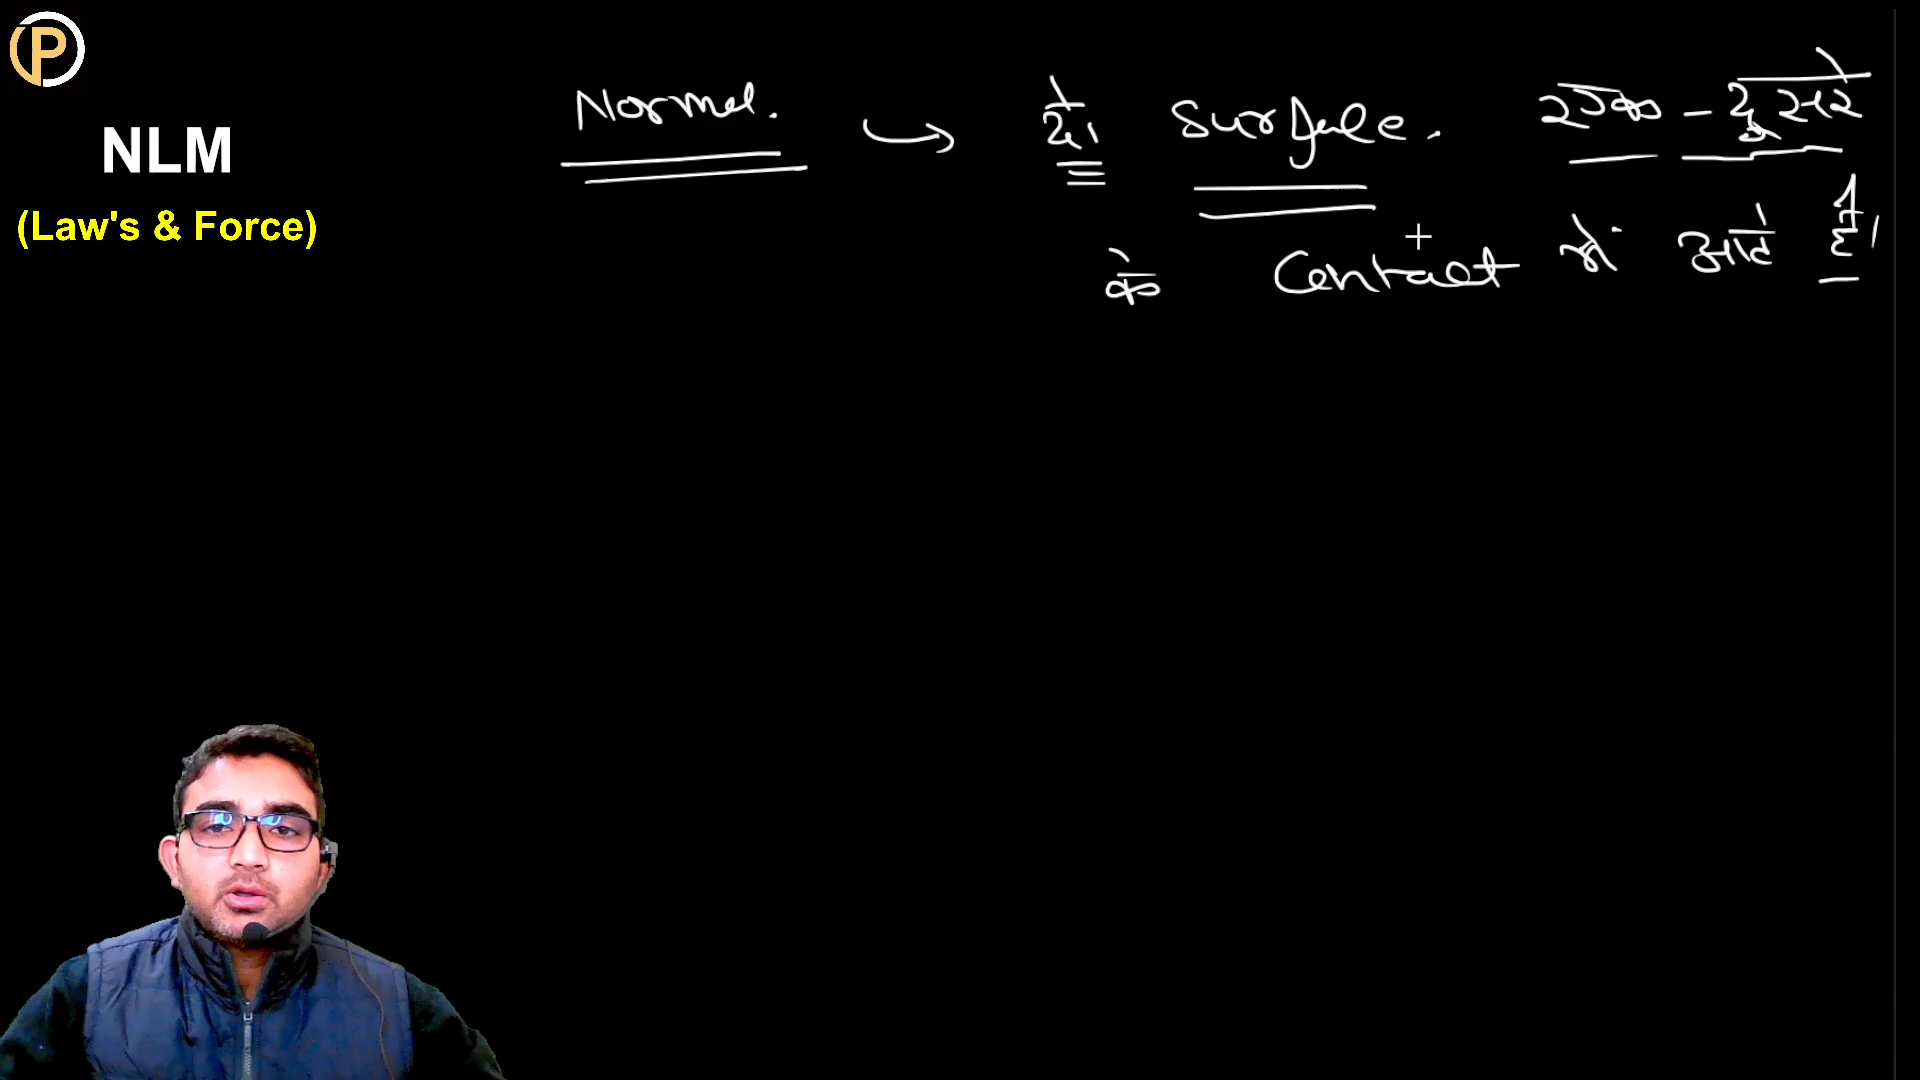 P
NLM
(Law's & Force)
Normal. दो Surface. एक - दूसरे
के Contact में आते है।